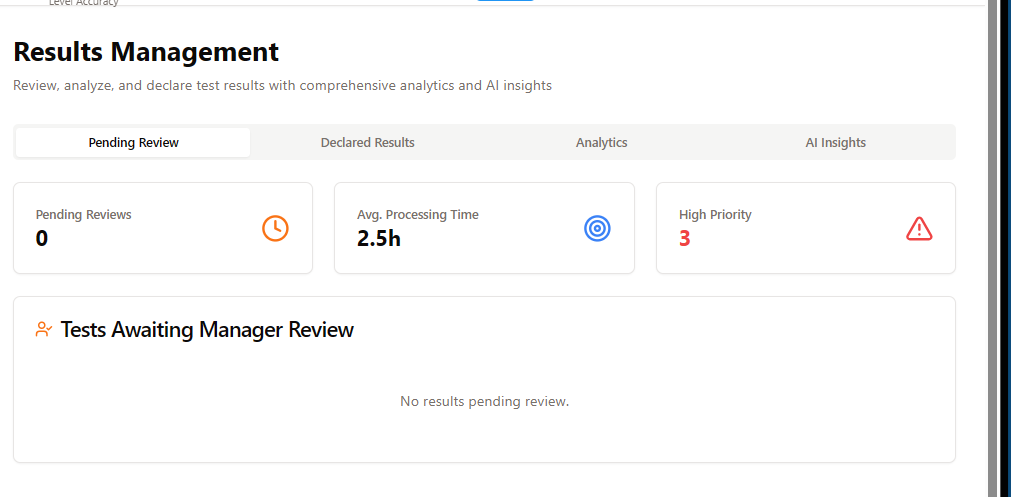 Level Accuracy
Results Management
Review, analyze, and declare test results with comprehensive analytics and AI insights
Pending Review
Declared Results
Analytics
AI Insights
Pending Reviews
0
Avg. Processing Time
2.5h
High Priority
3
Tests Awaiting Manager Review
No results pending review.